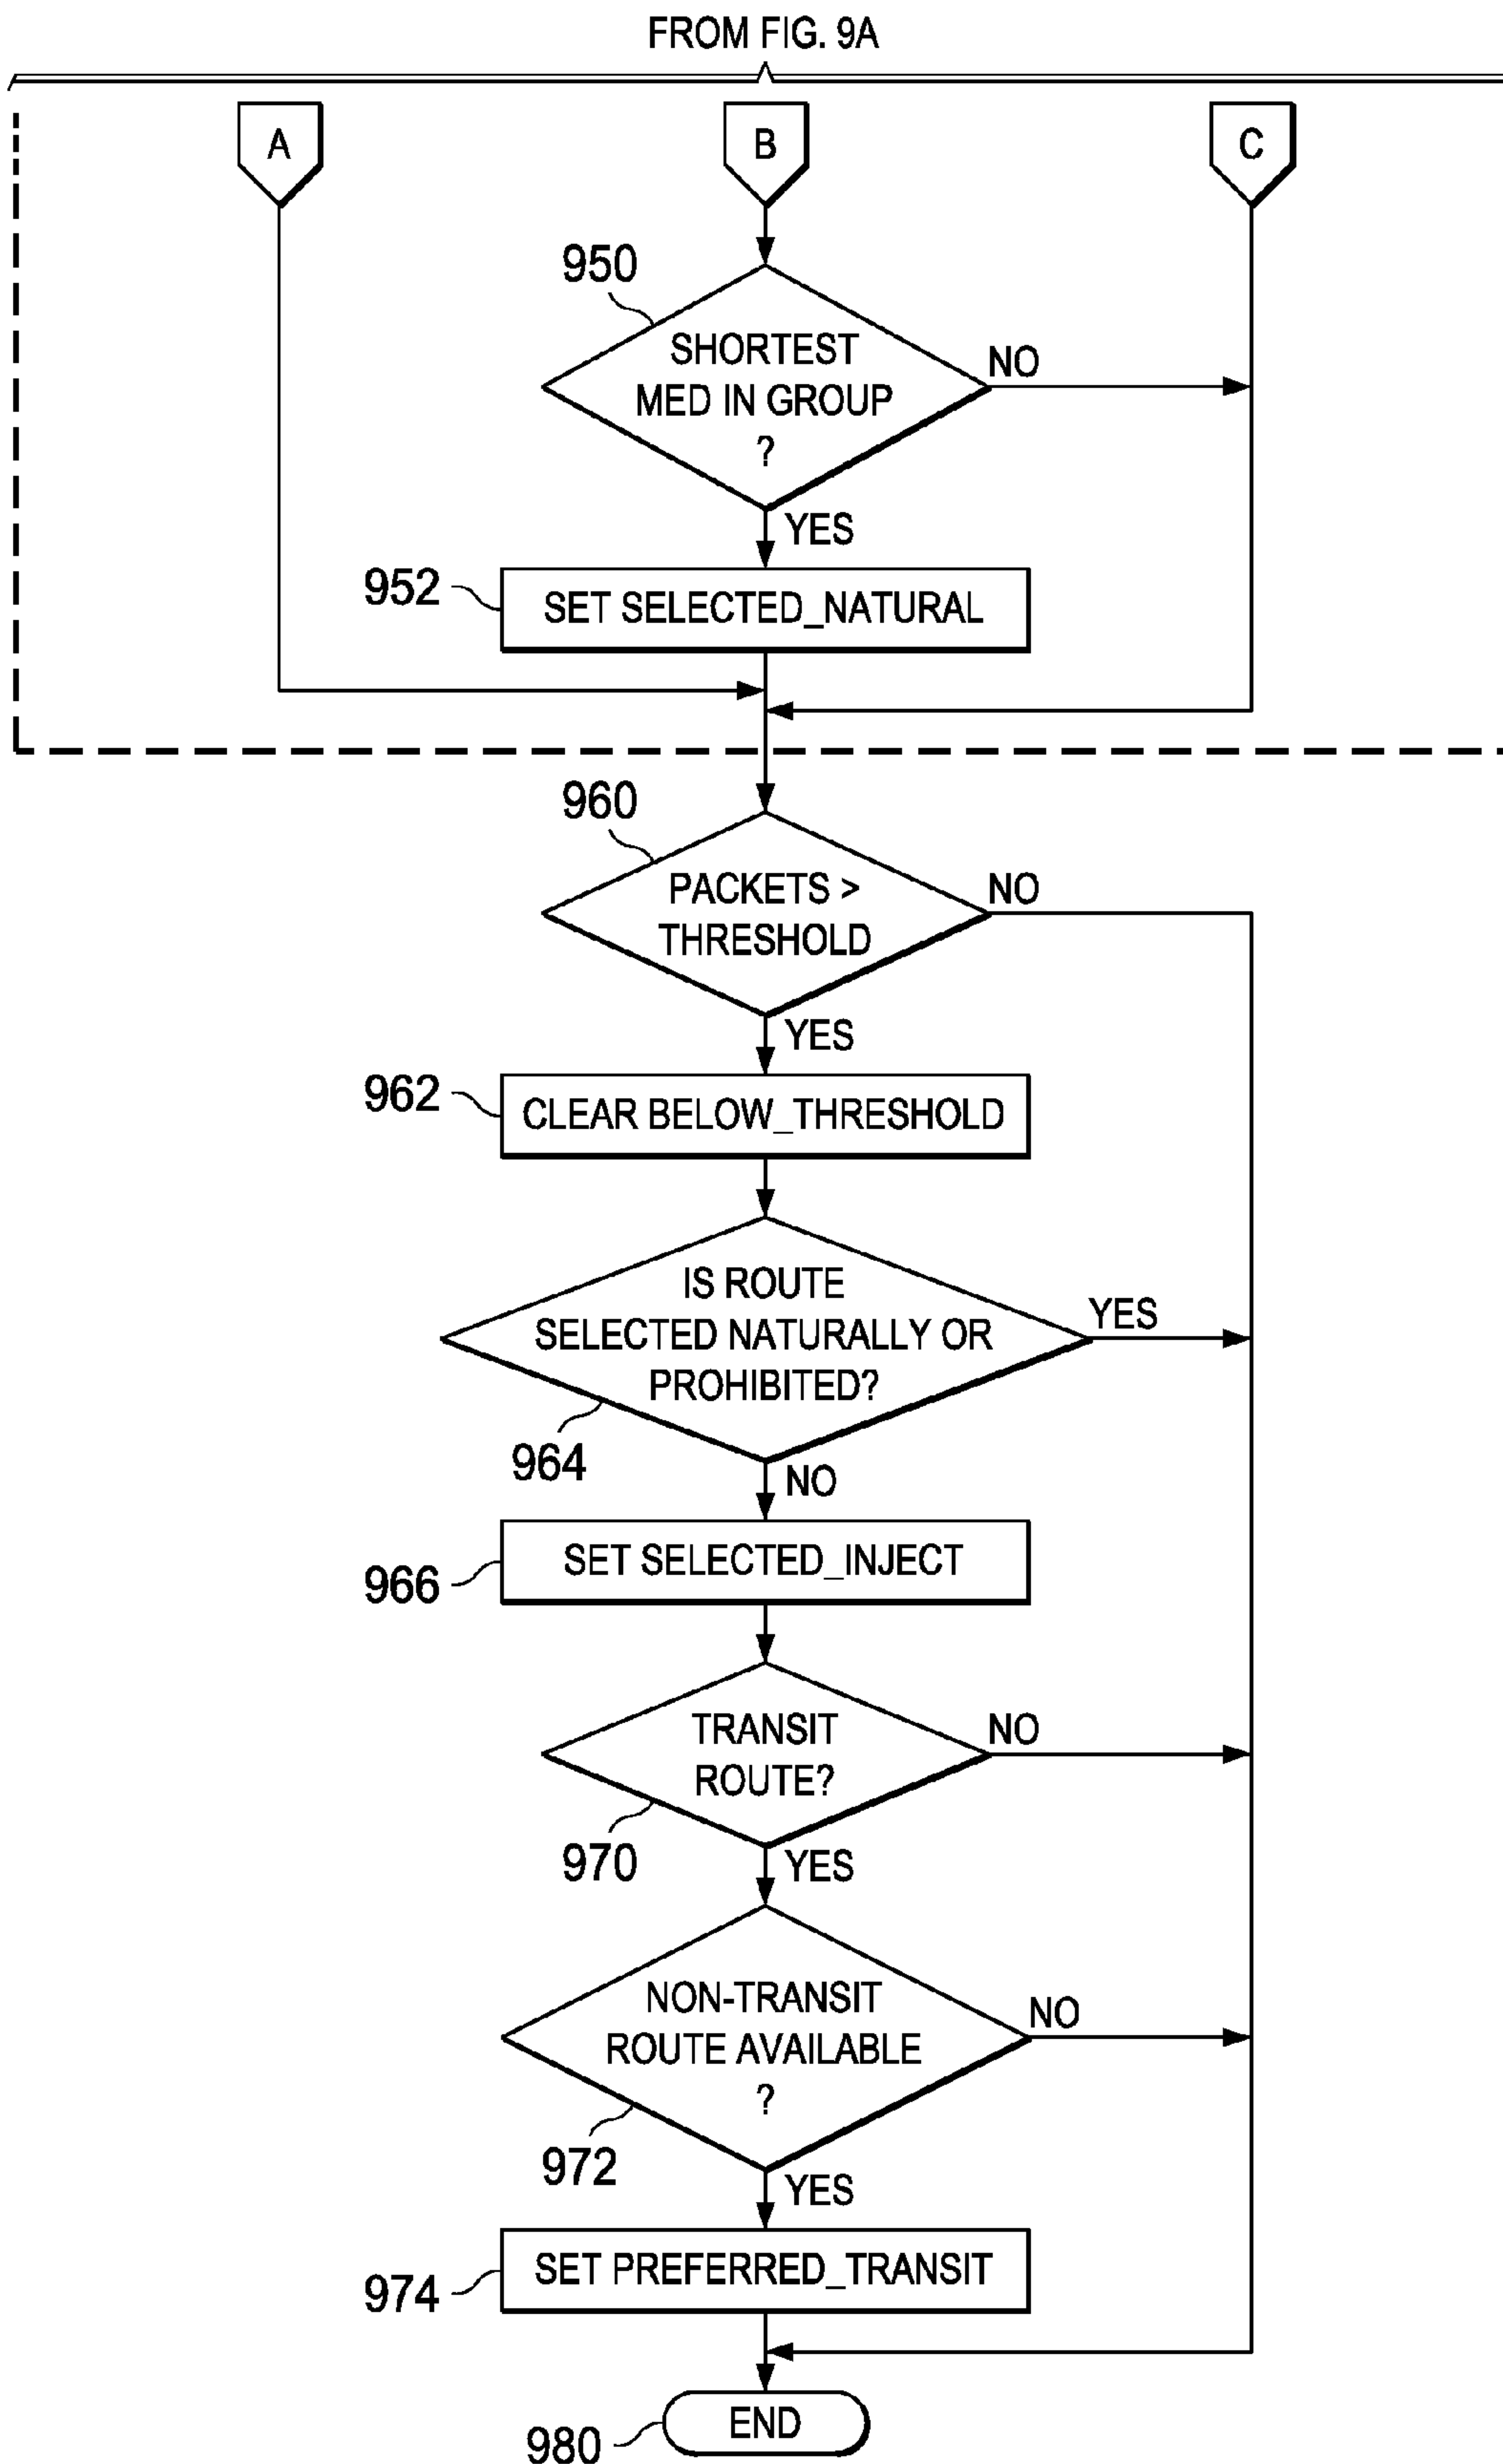 FROM FIG. 9A
A
B
C
950
SHORTEST
MED IN GROUP
?
NO
YES
952
SET SELECTED_NATURAL
960
PACKETS >
THRESHOLD
NO
YES
962
CLEAR BELOW_THRESHOLD
IS ROUTE
SELECTED NATURALLY OR
PROHIBITED?
YES
964
NO
966
SET SELECTED_INJECT
TRANSIT
ROUTE?
NO
970
YES
NON-TRANSIT
ROUTE AVAILABLE
?
NO
972
YES
974
SET PREFERRED_TRANSIT
END
980